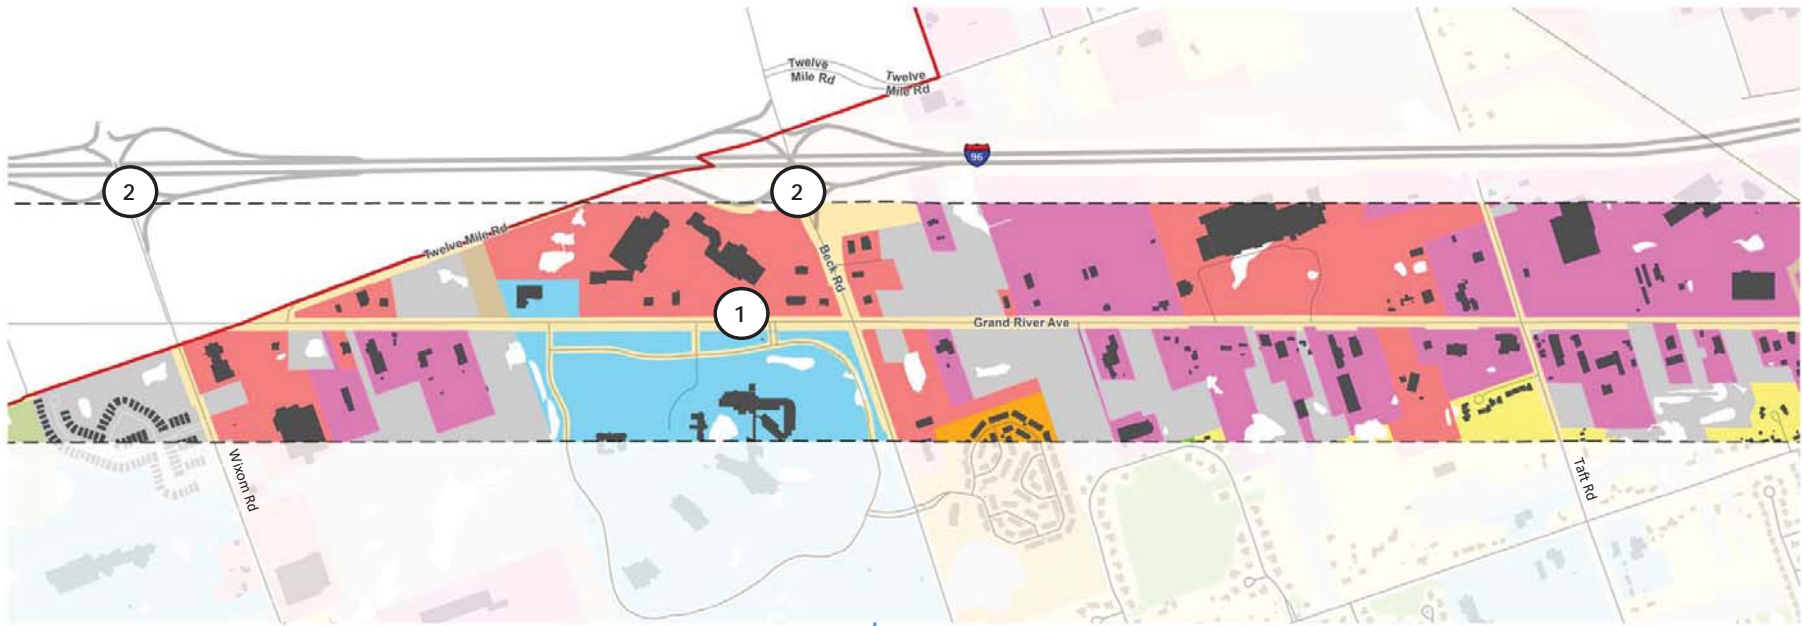 Twelve
Mile Rd
Twelve
Mile Rd
96
2
2
Twelve Mile Rd
Beck Rd
1
Grand River Ave
Wixom Rd
Taft Rd